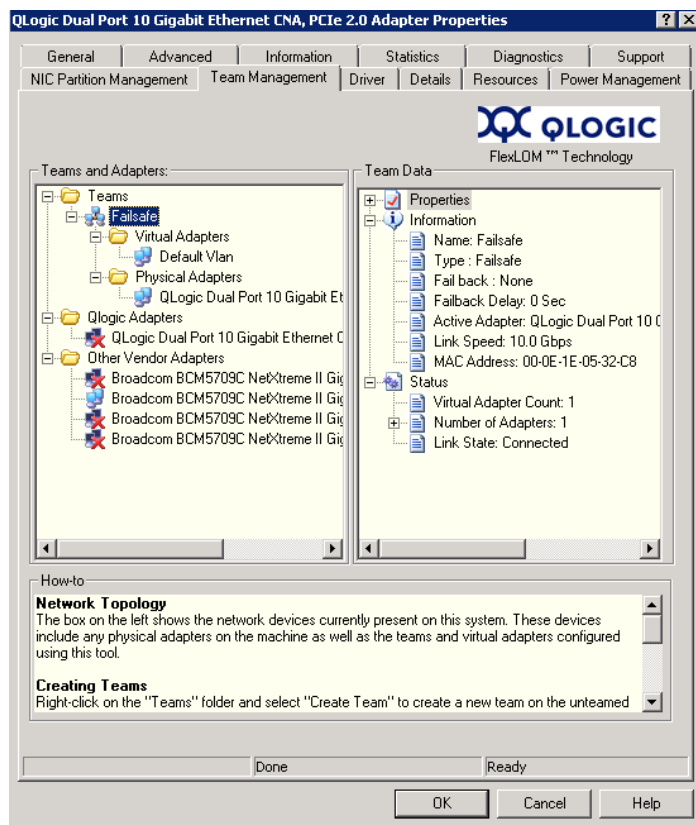 QLogic Dual Port 10 Gigabit Ethernet CNA, PCIe 2.0 Adapter Properties
General Advanced Information Statistics Diagnostics Support
NIC Partition Management Team Management Driver Details Resources Power Management
QLOGIC
FlexLOM ™ Technology
Teams and Adapters:
Teams
Failsafe
Virtual Adapters
Default Vlan
Physical Adapters
QLogic Dual Port 10 Gigabit Et
Qlogic Adapters
QLogic Dual Port 10 Gigabit Ethernet C
Other Vendor Adapters
Broadcom BCM5709C NetXtreme II Gig
Broadcom BCM5709C NetXtreme II Gig
Broadcom BCM5709C NetXtreme II Gig
Broadcom BCM5709C NetXtreme II Gig
Team Data
Properties
Information
Name: Failsafe
Type : Failsafe
Fail back : None
Failback Delay: 0 Sec
Active Adapter: QLogic Dual Port 10 G
Link Speed: 10.0 Gbps
MAC Address: 00-0E-1E-05-32-C8
Status
Virtual Adapter Count: 1
Number of Adapters: 1
Link State: Connected
How-to
Network Topology
The box on the left shows the network devices currently present on this system. These devices
include any physical adapters on the machine as well as the teams and virtual adapters configured
using this tool.
Creating Teams
Right-click on the "Teams" folder and select "Create Team" to create a new team on the unteamed
Done Ready
OK Cancel Help